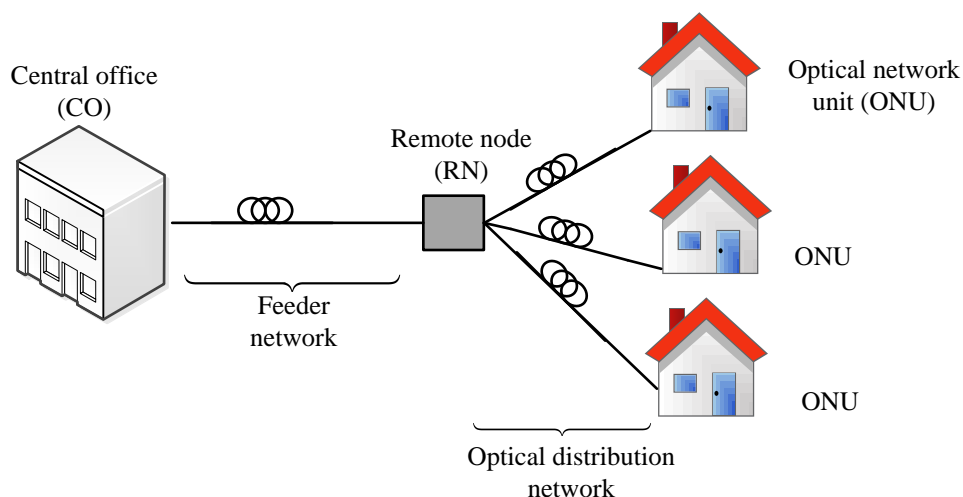 Central office
(CO)
Remote node
(RN)
Optical network
unit (ONU)
ONU
Feeder
network
ONU
Optical distribution
network